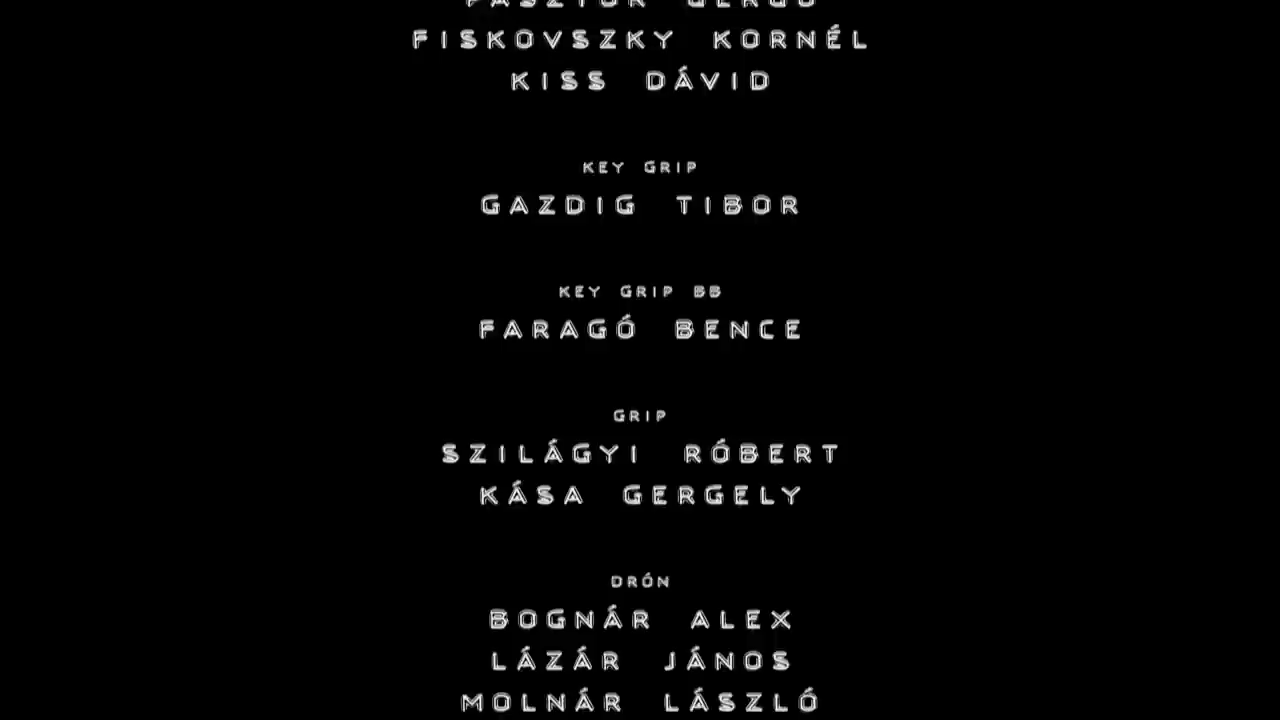 FISKOVSZKY KORNÉL
KISS DÁVID
KEY GRIP
GAZDIG TIBOR
KEY GRIP BB
FARAGÓ BENCE
GRIP
SZILÁGYI RÓBERT
KÁSA GERGELY
DRÓN
BOGNÁR ALEX
LÁZÁR JÁNOS
MOLNÁR LÁSZLÓ